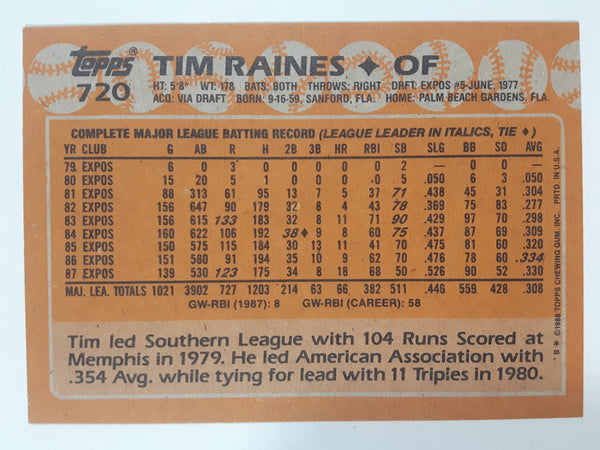 Topps
720
TIM RAINES ✦ OF
HT: 5'8" WT: 178 BATS: BOTH THROWS: RIGHT DRFT: EXPOS #5-JUNE, 1977
ACQ: VIA DRAFT BORN: 9-16-59, SANFORD, FLA. HOME: PALM BEACH GARDENS, FLA.
COMPLETE MAJOR LEAGUE BATTING RECORD (LEAGUE LEADER IN ITALICS, TIE ♦)
YR CLUB G AB R H 2B 3B HR RBI SB SLG BB SO AVG
79 EXPOS 6 0 3 — — — — — 2 — — — —
80 EXPOS 15 20 5 1 0 0 0 0 5 .050 6 3 .050
81 EXPOS 88 313 61 95 13 7 5 37 71 .438 45 31 .304
82 EXPOS 156 647 90 179 32 8 4 43 78 .369 75 83 .277
83 EXPOS 156 615 133 183 32 8 11 71 90 .429 97 70 .298
84 EXPOS 160 622 106 192 38♦ 9 8 60 75 .437 87 69 .309
85 EXPOS 150 575 115 184 30 13 11 41 70 .475 81 60 .320
86 EXPOS 151 580 91 194 35 10 9 62 70 .476 78 60 .334
87 EXPOS 139 530 123 175 34 8 18 68 50 .526 90 52 .330
MAJ. LEA. TOTALS 1021 3902 727 1203 214 63 66 382 511 .446 559 428 .308
GW-RBI (1987): 8 GW-RBI (CAREER): 58
Tim led Southern League with 104 Runs Scored at
Memphis in 1979. He led American Association with
.354 Avg. while tying for lead with 11 Triples in 1980.
B* ©1988 TOPPS CHEWING GUM, INC. PRTD. IN U.S.A.